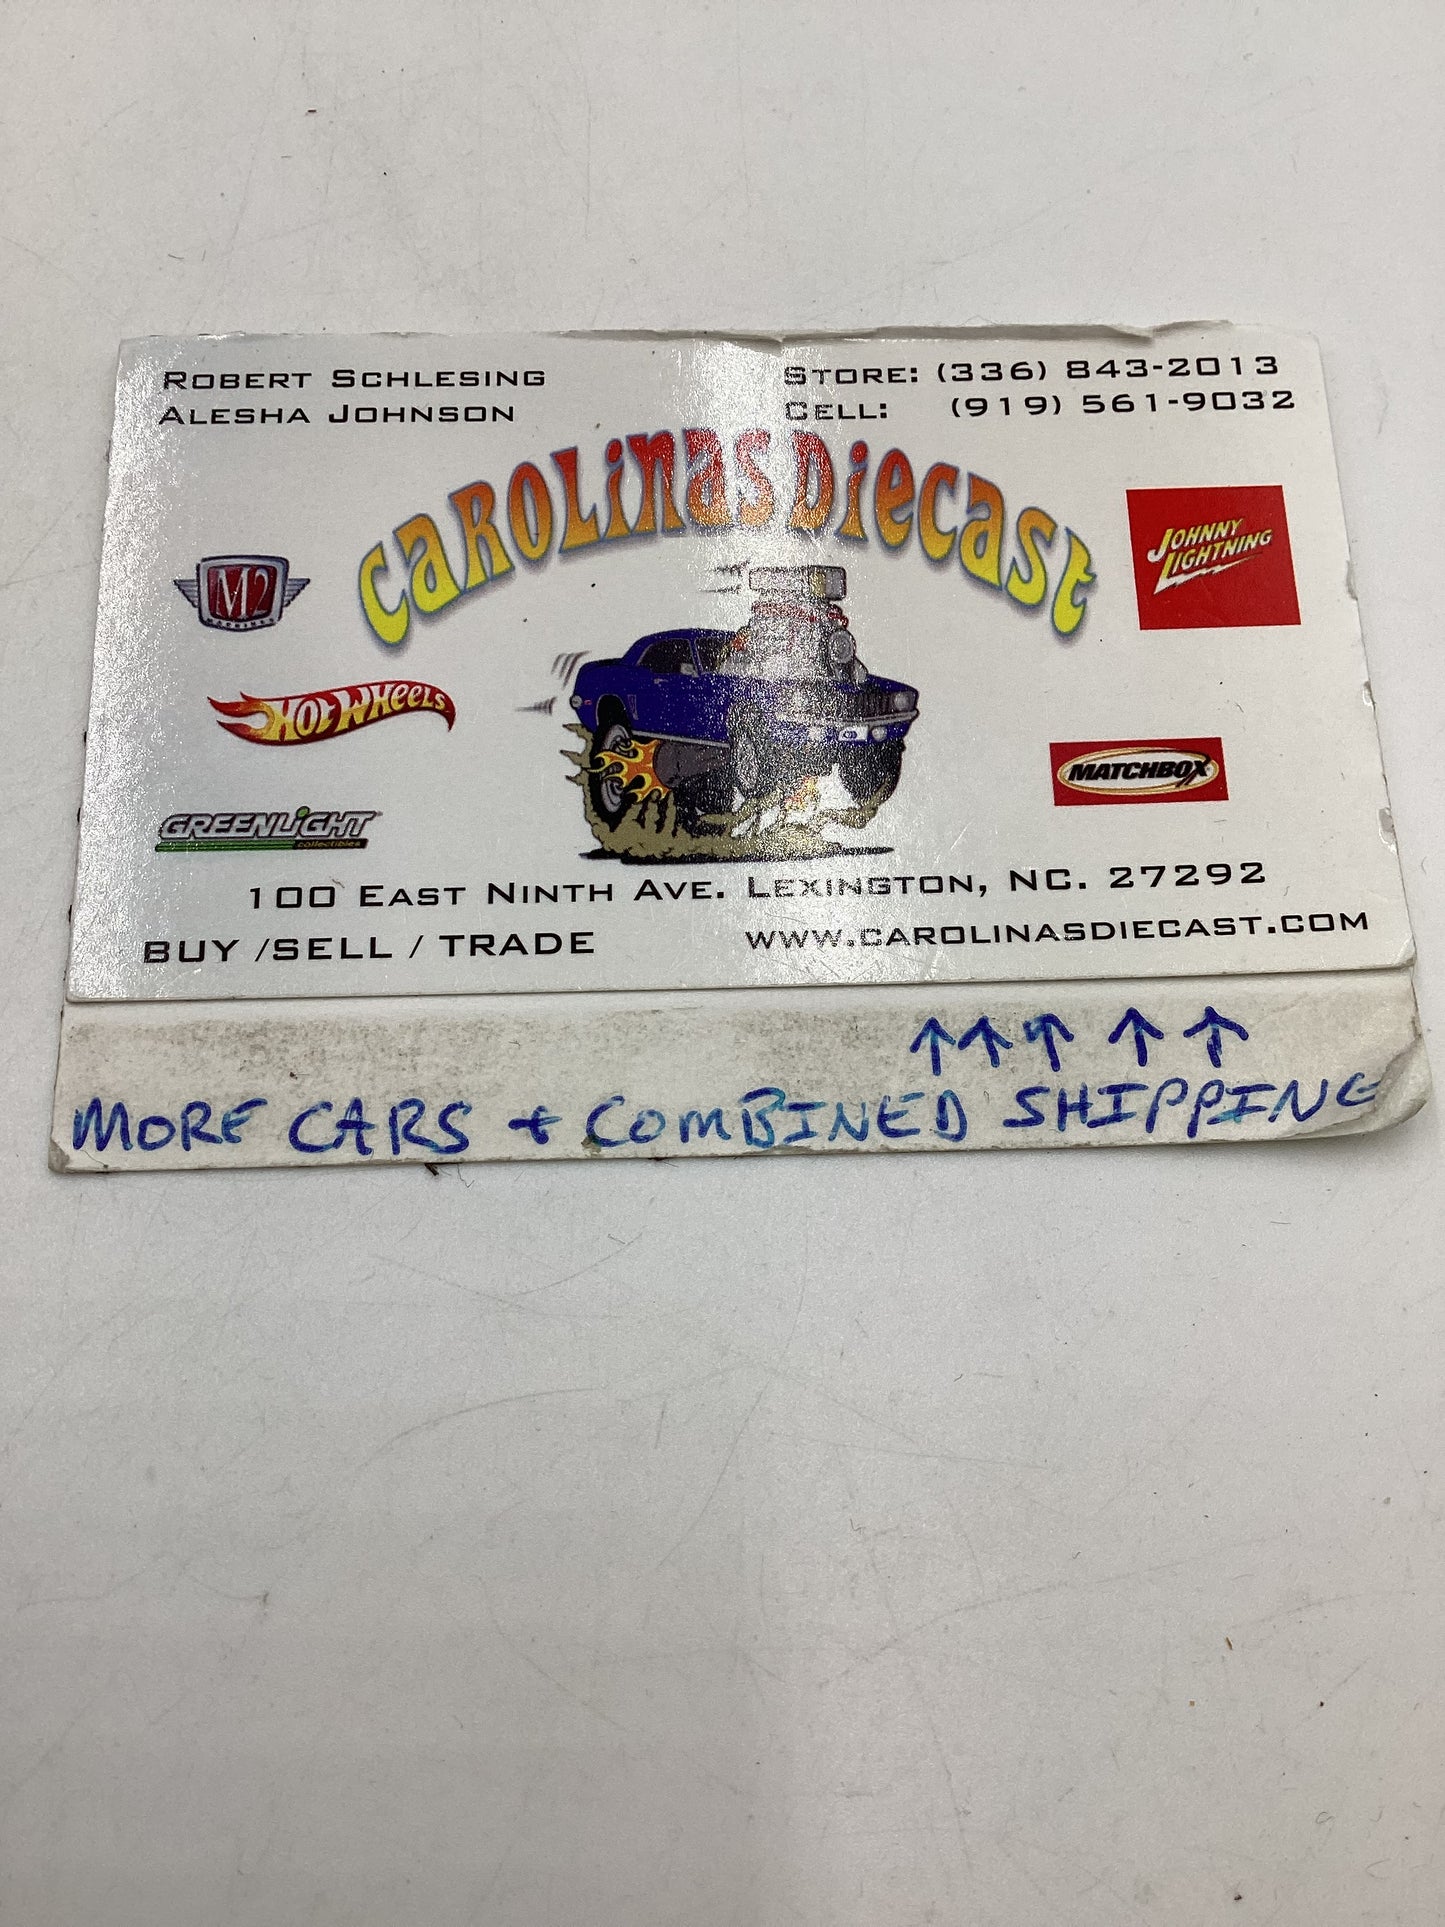 ROBERT SCHLESING
ALESHA JOHNSON
STORE: (336) 843-2013
CELL: (919) 561-9032
CAROLINAS DIECAST
M2
MACHINES
JOHNNY
LIGHTNING
HOT WHEELS
MATCHBOX
GREENLIGHT
collectibles
100 EAST NINTH AVE. LEXINGTON, NC. 27292
BUY /SELL / TRADE
WWW.CAROLINASDIECAST.COM
↑ ↑ ↑ ↑ ↑
MORE CARS + COMBINED SHIPPING